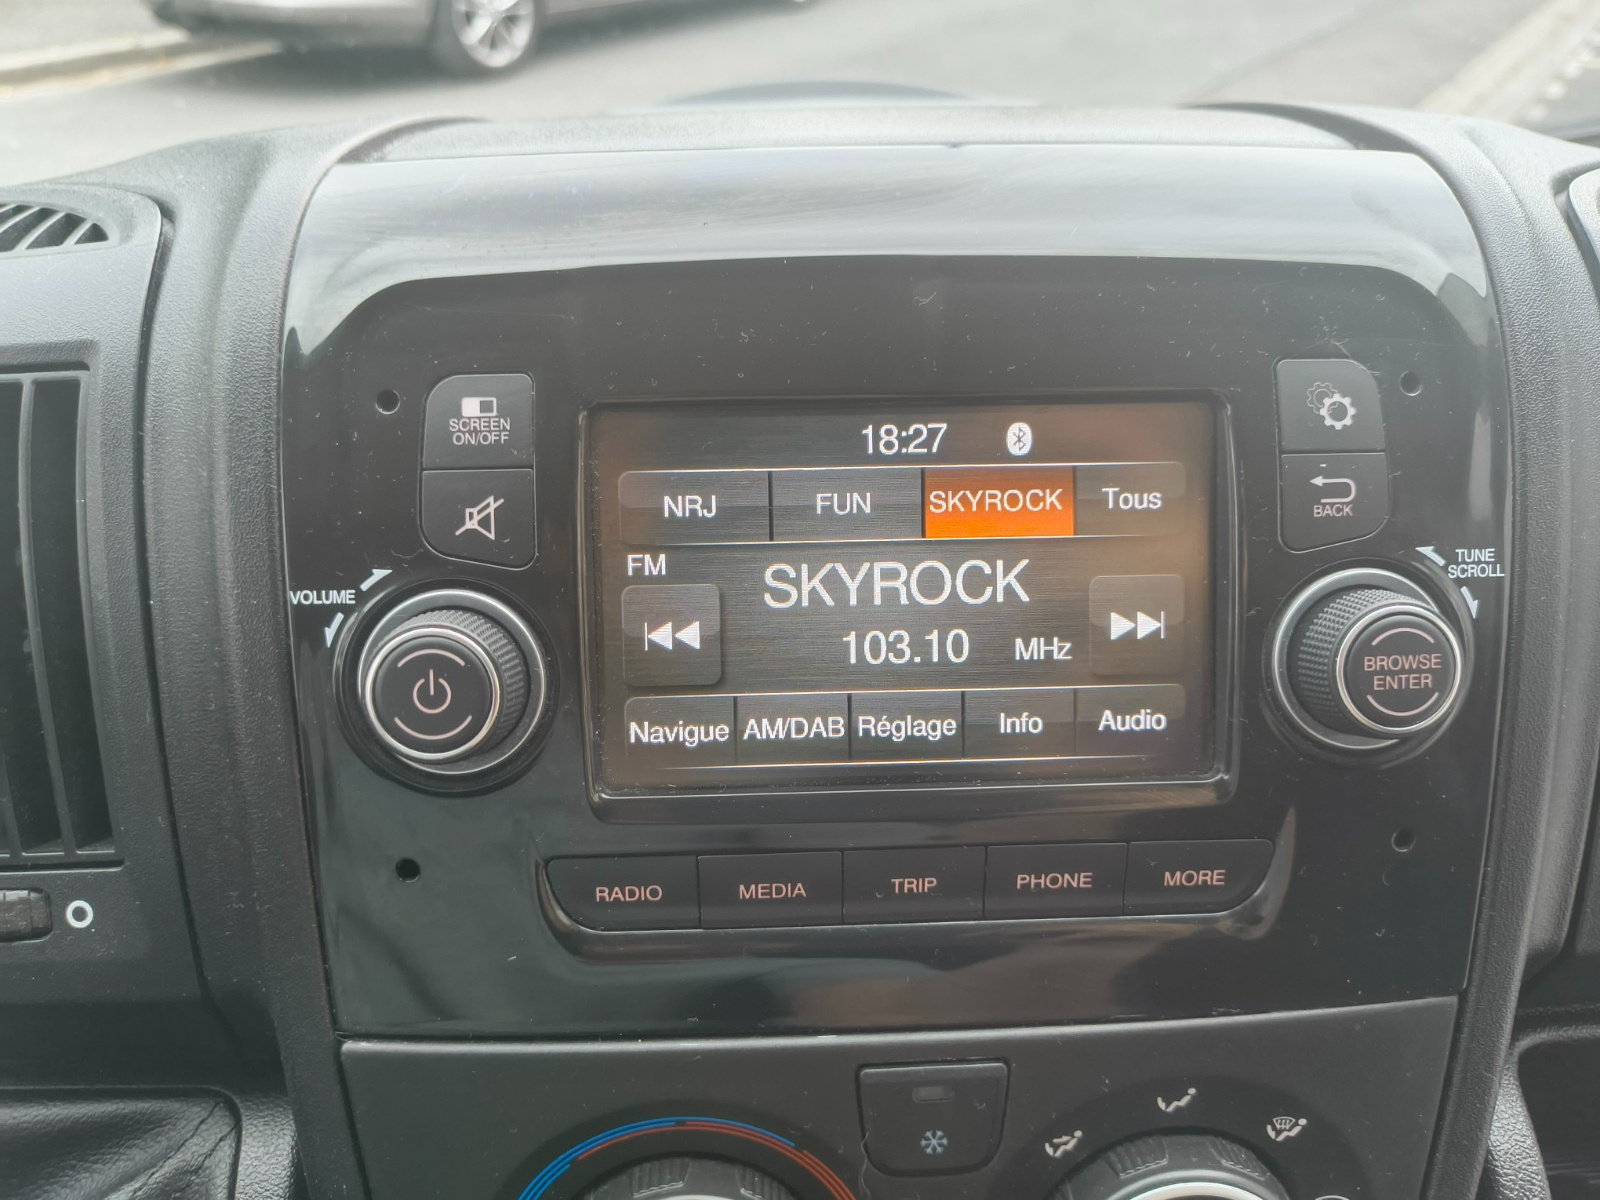 SCREEN
ON/OFF
VOLUME
18:27
NRJ FUN SKYROCK Tous
FM
SKYROCK
103.10 MHz
Navigue AM/DAB Réglage Info Audio
BACK
TUNE
SCROLL
BROWSE
ENTER
RADIO MEDIA TRIP PHONE MORE